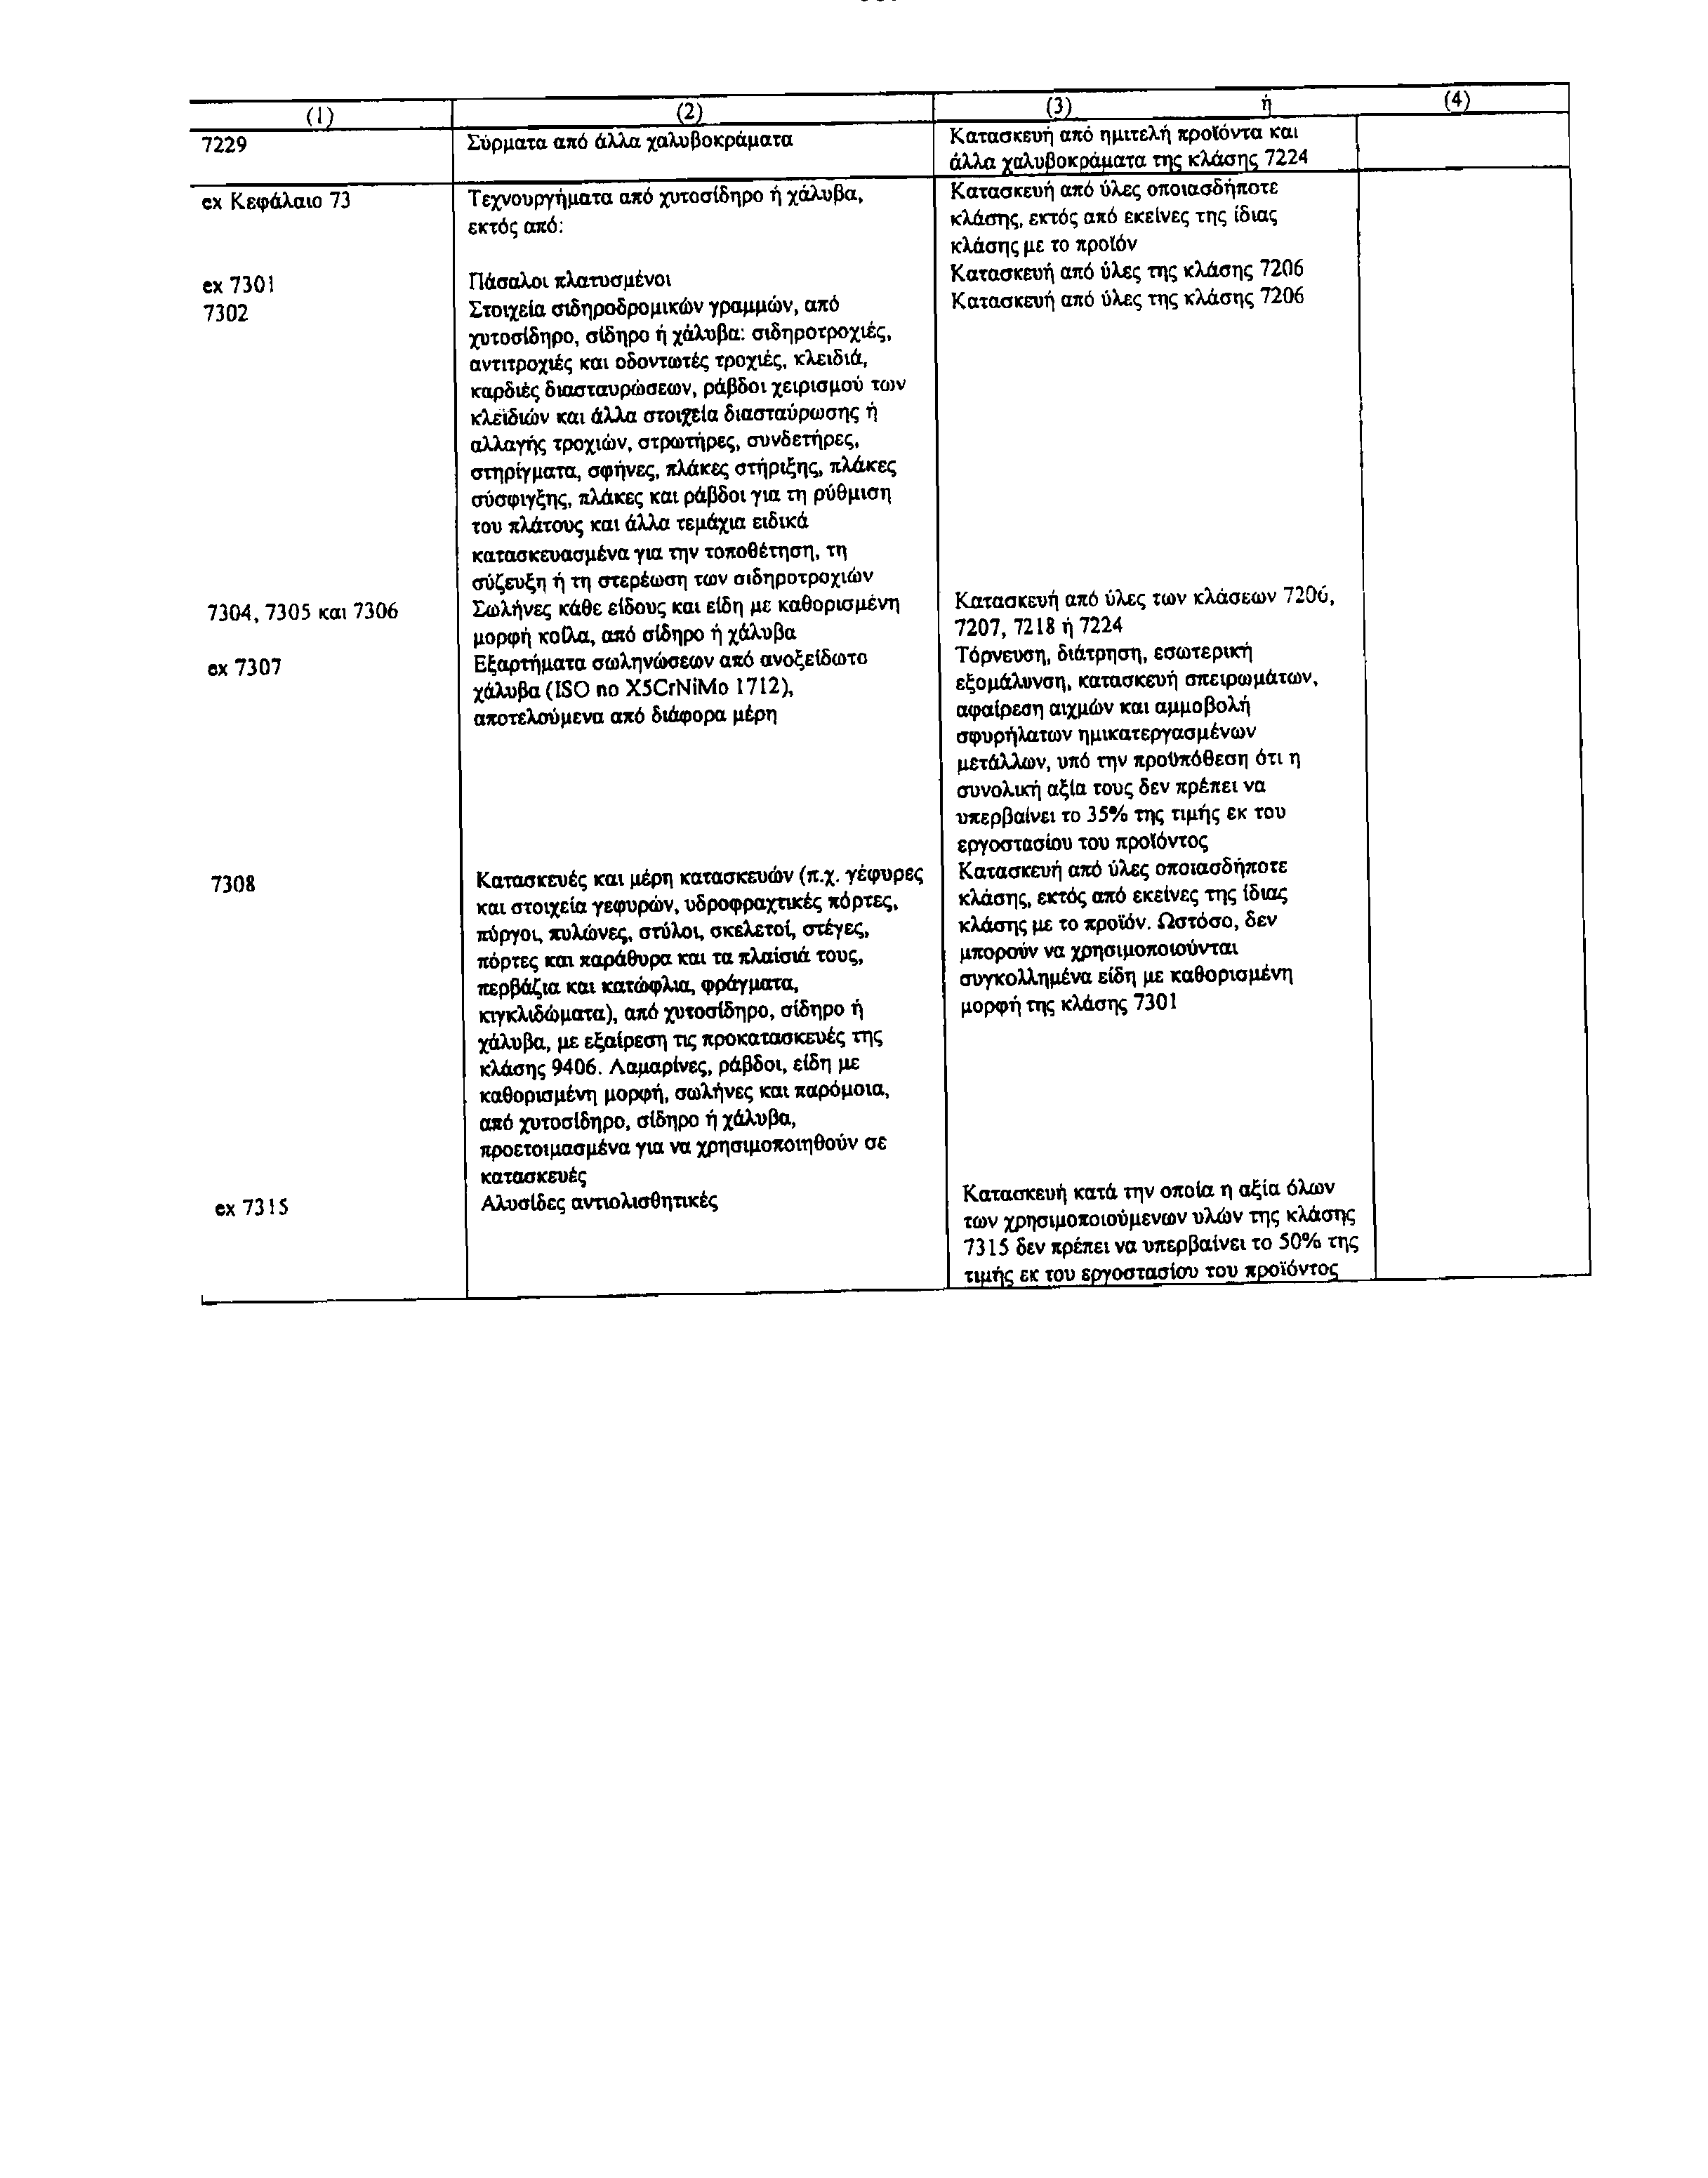 (1) (2) (3) ή (4)
7229 Σύρματα από άλλα χαλυβοκράματα Κατασκευή από ημιτελή προϊόντα και
άλλα χαλυβοκράματα της κλάσης 7224
ex Κεφάλαιο 73 Τεχνουργήματα από χυτοσίδηρο ή χάλυβα, Κατασκευή από ύλες οποιασδήποτε
εκτός από: κλάσης, εκτός από εκείνες της ίδιας
κλάσης με το προϊόν
ex 7301 Πάσαλοι πλατυσμένοι Κατασκευή από ύλες της κλάσης 7206
7302 Στοιχεία σιδηροδρομικών γραμμών, από Κατασκευή από ύλες της κλάσης 7206
χυτοσίδηρο, σίδηρο ή χάλυβα: σιδηροτροχιές,
αντιτροχιές και οδοντωτές τροχιές, κλειδιά,
καρδιές διασταυρώσεων, ράβδοι χειρισμού των
κλειδιών και άλλα στοιχεία διασταύρωσης ή
αλλαγής τροχιών, στρωτήρες, συνδετήρες,
στηρίγματα, σφήνες, πλάκες στήριξης, πλάκες
σύσφιγξης, πλάκες και ράβδοι για τη ρύθμιση
του πλάτους και άλλα τεμάχια ειδικά
κατασκευασμένα για την τοποθέτηση, τη
σύζευξη ή τη στερέωση των σιδηροτροχιών
7304, 7305 και 7306 Σωλήνες κάθε είδους και είδη με καθορισμένη Κατασκευή από ύλες των κλάσεων 7206,
μορφή κοίλα, από σίδηρο ή χάλυβα 7207, 7218 ή 7224
ex 7307 Εξαρτήματα σωληνώσεων από ανοξείδωτο Τόρνευση, διάτρηση, εσωτερική
χάλυβα (ISO no X5CrNiMo 1712), εξομάλυνση, κατασκευή σπειρωμάτων,
αποτελούμενα από διάφορα μέρη αφαίρεση αιχμών και αμμοβολή
σφυρήλατων ημικατεργασμένων
μετάλλων, υπό την προϋπόθεση ότι η
συνολική αξία τους δεν πρέπει να
υπερβαίνει το 35% της τιμής εκ του
εργοστασίου του προϊόντος
7308 Κατασκευές και μέρη κατασκευών (π.χ. γέφυρες Κατασκευή από ύλες οποιασδήποτε
και στοιχεία γεφυρών, υδροφραχτικές πόρτες, κλάσης, εκτός από εκείνες της ίδιας
πύργοι, πυλώνες, στύλοι, σκελετοί, στέγες, κλάσης με το προϊόν. Ωστόσο, δεν
πόρτες και παράθυρα και τα πλαίσιά τους, μπορούν να χρησιμοποιούνται
περβάζια και κατώφλια, φράγματα, συγκολλημένα είδη με καθορισμένη
κιγκλιδώματα), από χυτοσίδηρο, σίδηρο ή μορφή της κλάσης 7301
χάλυβα, με εξαίρεση τις προκατασκευές της
κλάσης 9406. Λαμαρίνες, ράβδοι, είδη με
καθορισμένη μορφή, σωλήνες και παρόμοια,
από χυτοσίδηρο, σίδηρο ή χάλυβα,
προετοιμασμένα για να χρησιμοποιηθούν σε
κατασκευές
ex 7315 Αλυσίδες αντιολισθητικές Κατασκευή κατά την οποία η αξία όλων
των χρησιμοποιούμενων υλών της κλάσης
7315 δεν πρέπει να υπερβαίνει το 50% της
τιμής εκ του εργοστασίου του προϊόντος